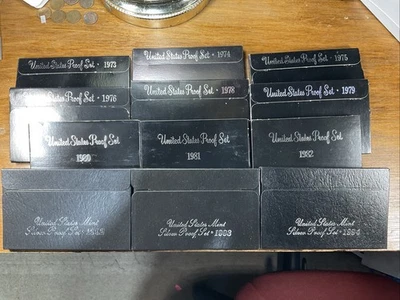 United States Proof Set • 1973
United States Proof Set • 1974
United States Proof Set • 1975
United States Proof Set • 1976
United States Proof Set • 1978
United States Proof Set • 1979
United States Proof Set
1980
United States Proof Set
1981
United States Proof Set
1982
United States Mint
Silver Proof Set •
United States Mint
Silver Proof Set • 1993
United States Mint
Silver Proof Set • 1994